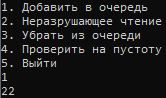 1. Добавить в очередь
2. Неразрушающее чтение
3. Убрать из очереди
4. Проверить на пустоту
5. Выйти
1
22